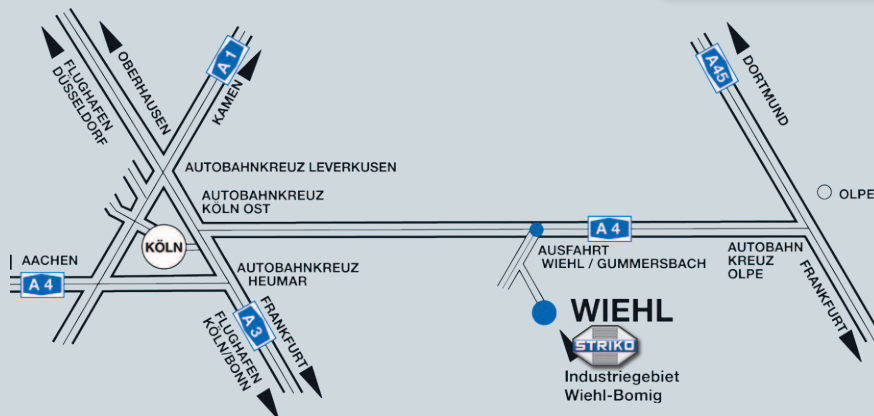 FLUGHAFEN
DÜSSELDORF
OBERHAUSEN
A 1
KAMEN
A45
DORTMUND
AUTOBAHNKREUZ LEVERKUSEN
AUTOBAHNKREUZ
KÖLN OST
OLPE
KÖLN
A 4
AUSFAHRT
WIEHL / GUMMERSBACH
AUTOBAHN
KREUZ
OLPE
AACHEN
A 4
AUTOBAHNKREUZ
HEUMAR
FRANKFURT
A 3
FLUGHAFEN
KÖLN/BONN
FRANKFURT
WIEHL
STRIKO
Industriegebiet
Wiehl-Bomig